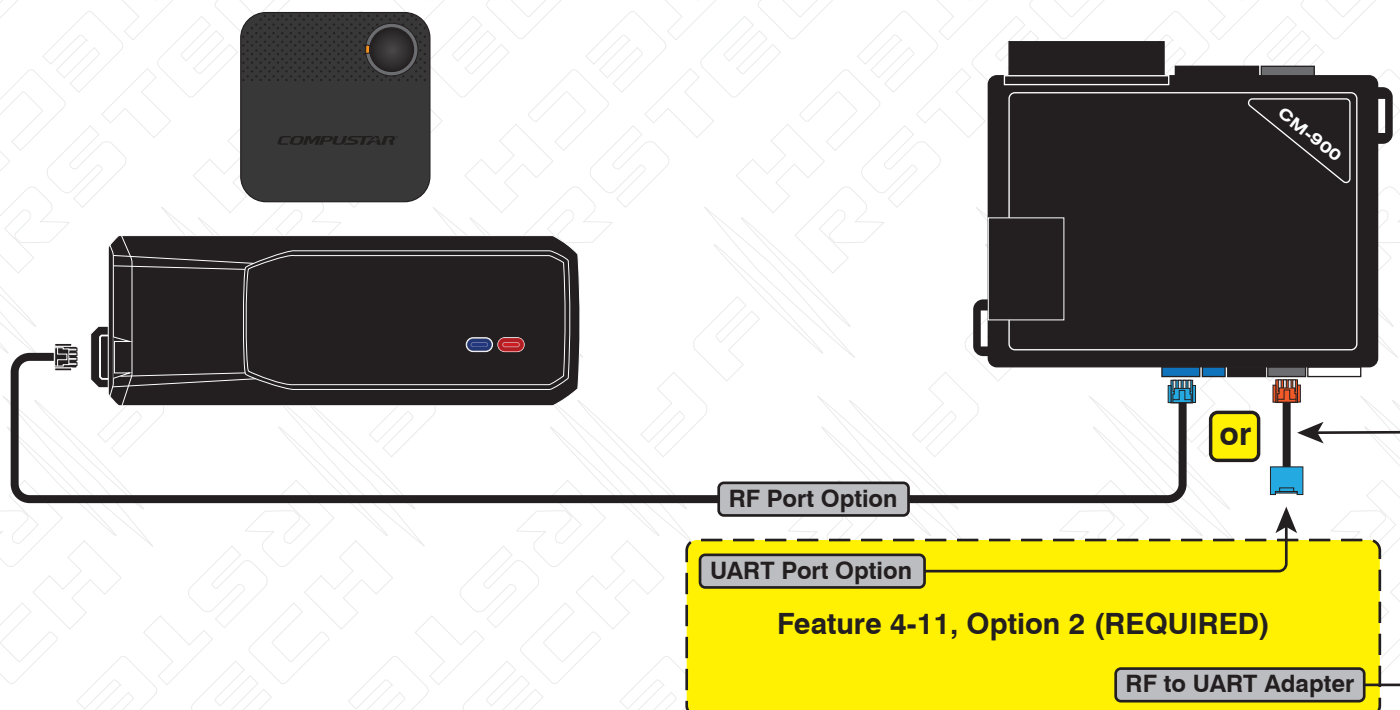 COMPUSTAR
CM-900
or
RF Port Option
UART Port Option
Feature 4-11, Option 2 (REQUIRED)
RF to UART Adapter